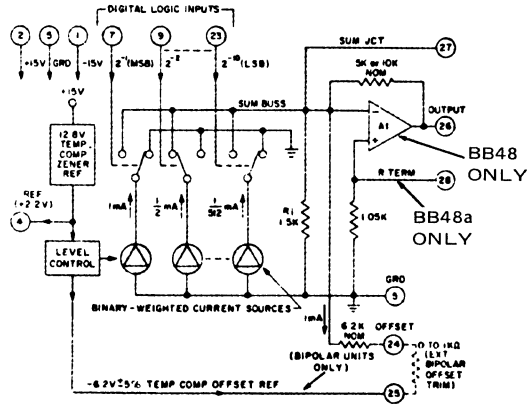 DIGITAL LOGIC INPUTS
2
5
1
7
9
23
+15V
GRD
-15V
2⁻¹(MSB)
2⁻²
2⁻¹⁰(LSB)
SUM JCT
27
5K or 10K
NOM
+15V
SUM BUSS
OUTPUT
26
A1
BB48
ONLY
12.8V
TEMP
COMP
ZENER
REF
R TERM
28
BB48a
ONLY
1mA
1/2 mA
1/512 mA
R1
1.5K
1.05K
REF
(+2.2V)
4
LEVEL
CONTROL
GRD
5
BINARY-WEIGHTED CURRENT SOURCES
1mA
6.2K
NOM
OFFSET
24
0 TO 1KΩ
(EXT
BIPOLAR
OFFSET
TRIM)
(BIPOLAR UNITS
ONLY)
-6.2V±5% TEMP COMP OFFSET REF
25